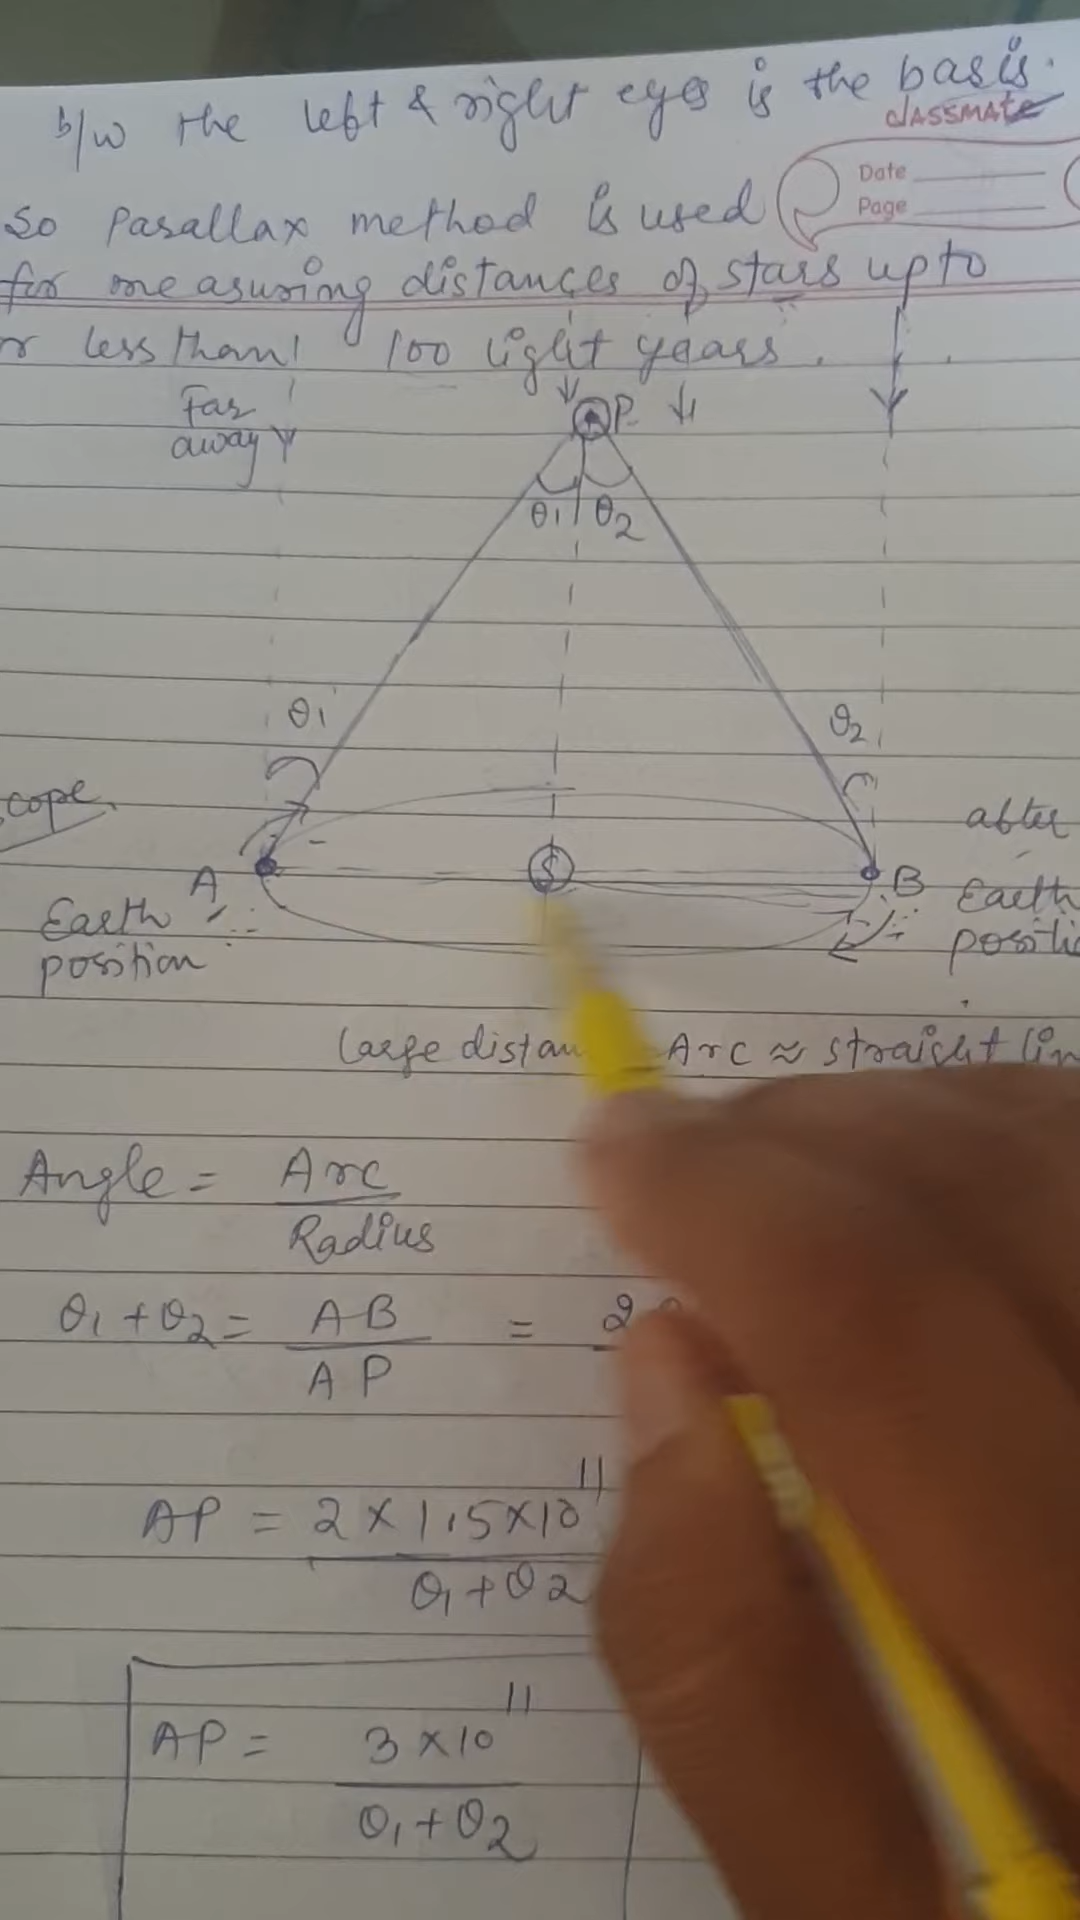 b/w the left & right eyes is the basis.
CLASSMATE
Date
Page
So Parallax method is used
for measuring distances of stars upto
less than 100 light years.
Far
away
P
θ1 θ2
θ1
θ2
cope
after
A
S
B
Earth
position
Earth
Large distan Arc ≈ straight
Angle = Arc
Radius
θ1 + θ2 = AB = 2
AP
AP = 2 × 1.5 × 10^11
θ1 + θ2
AP = 3 × 10^11
θ1 + θ2